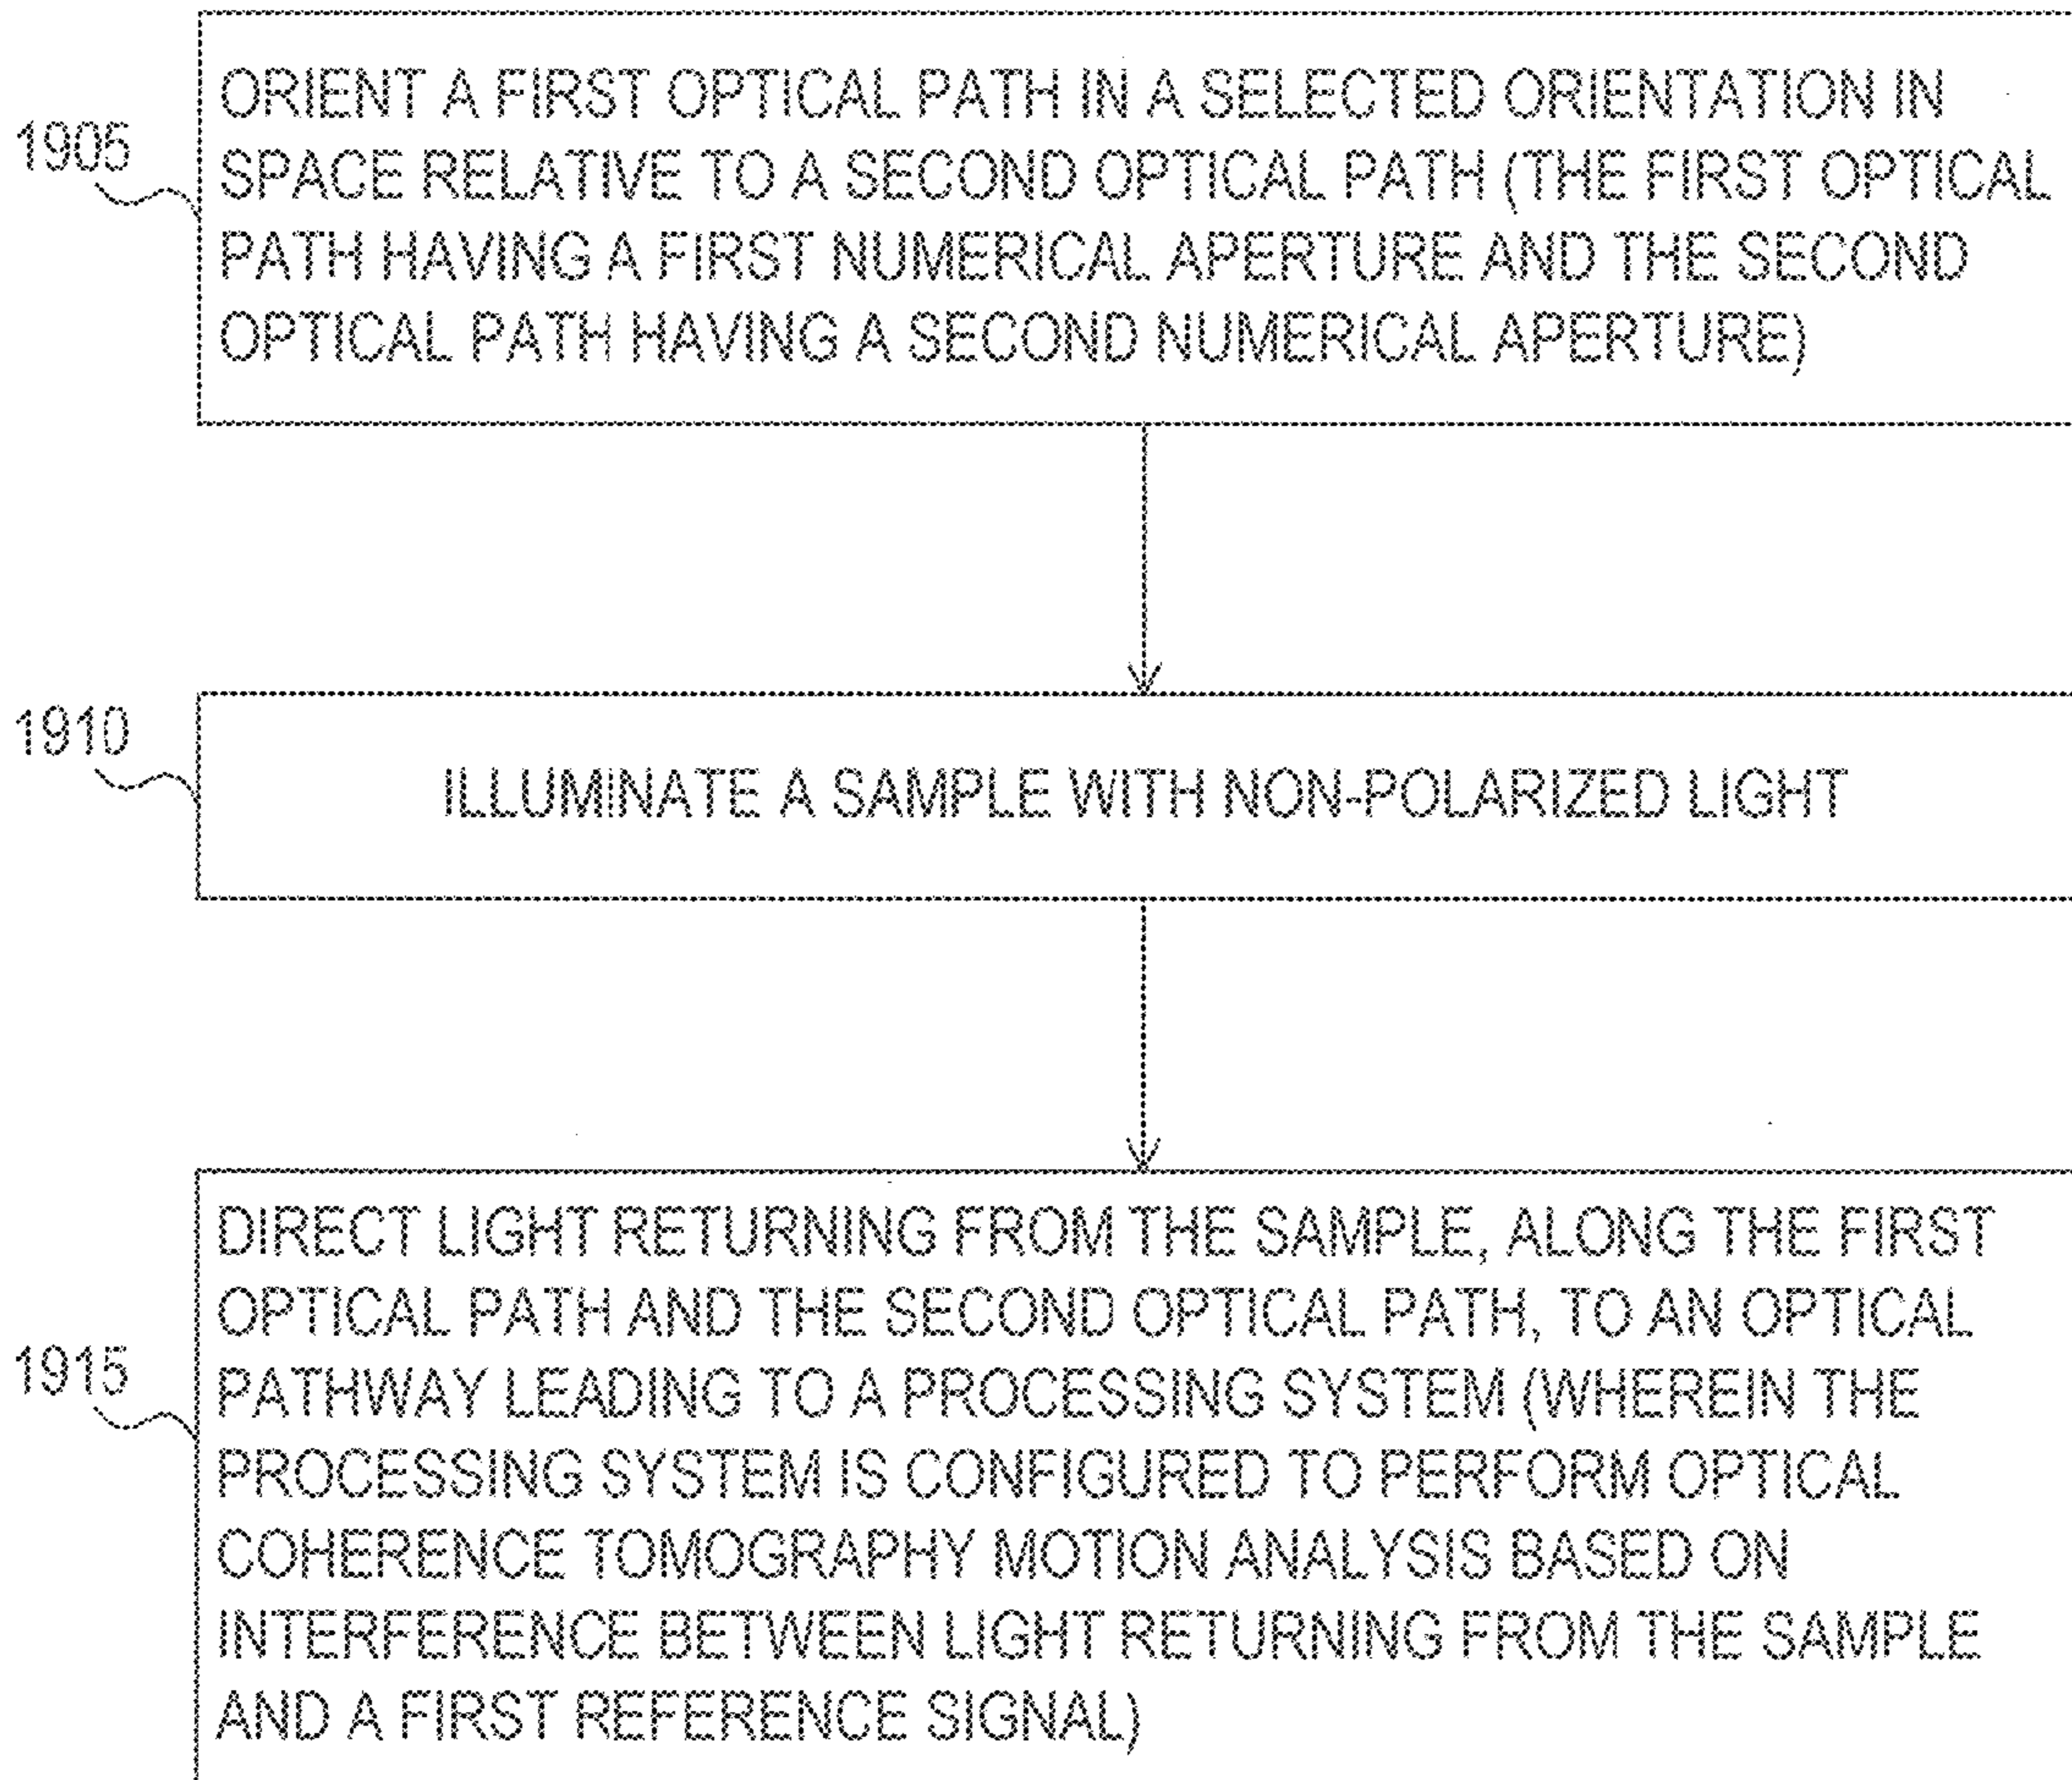 1905
ORIENT A FIRST OPTICAL PATH IN A SELECTED ORIENTATION IN
SPACE RELATIVE TO A SECOND OPTICAL PATH (THE FIRST OPTICAL
PATH HAVING A FIRST NUMERICAL APERTURE AND THE SECOND
OPTICAL PATH HAVING A SECOND NUMERICAL APERTURE)
1910
ILLUMINATE A SAMPLE WITH NON-POLARIZED LIGHT
1915
DIRECT LIGHT RETURNING FROM THE SAMPLE, ALONG THE FIRST
OPTICAL PATH AND THE SECOND OPTICAL PATH, TO AN OPTICAL
PATHWAY LEADING TO A PROCESSING SYSTEM (WHEREIN THE
PROCESSING SYSTEM IS CONFIGURED TO PERFORM OPTICAL
COHERENCE TOMOGRAPHY MOTION ANALYSIS BASED ON
INTERFERENCE BETWEEN LIGHT RETURNING FROM THE SAMPLE
AND A FIRST REFERENCE SIGNAL)